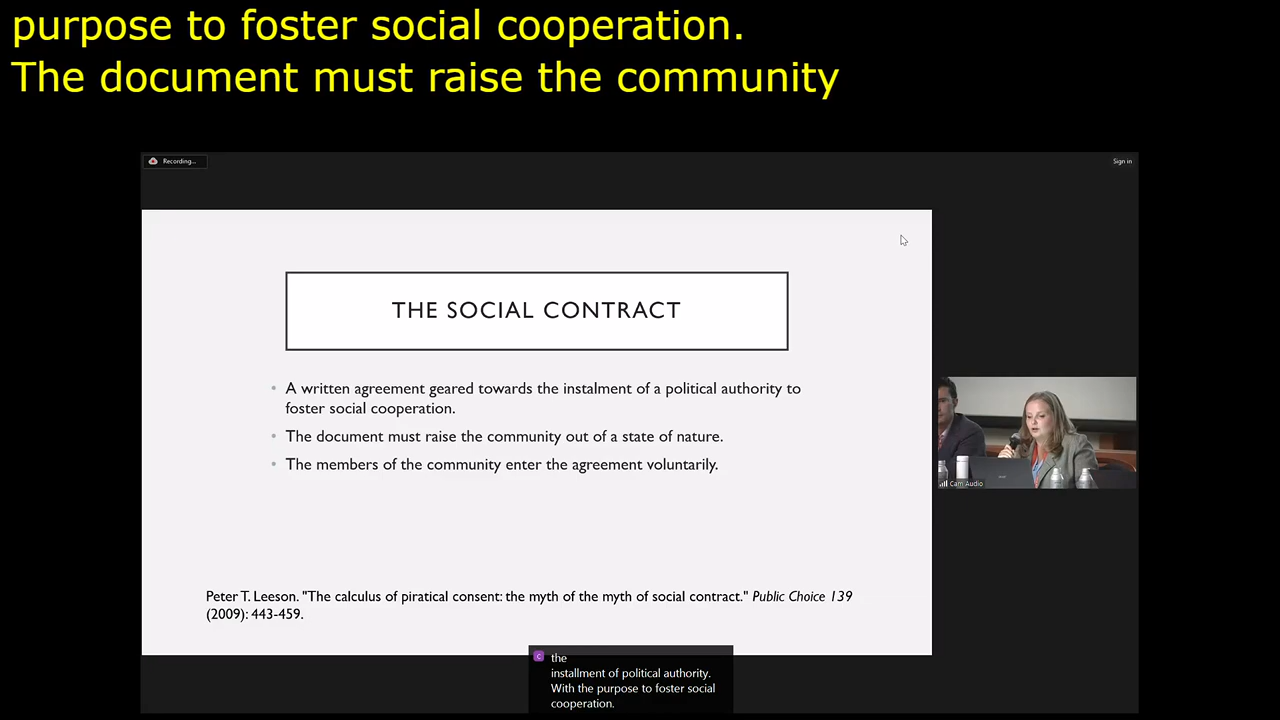 purpose to foster social cooperation.
The document must raise the community
Recording...
Sign in
THE SOCIAL CONTRACT
• A written agreement geared towards the instalment of a political authority to
foster social cooperation.
• The document must raise the community out of a state of nature.
• The members of the community enter the agreement voluntarily.
Cam Audio
Peter T. Leeson. "The calculus of piratical consent: the myth of the myth of social contract." Public Choice 139
(2009): 443-459.
C
the
installment of political authority.
With the purpose to foster social
cooperation.